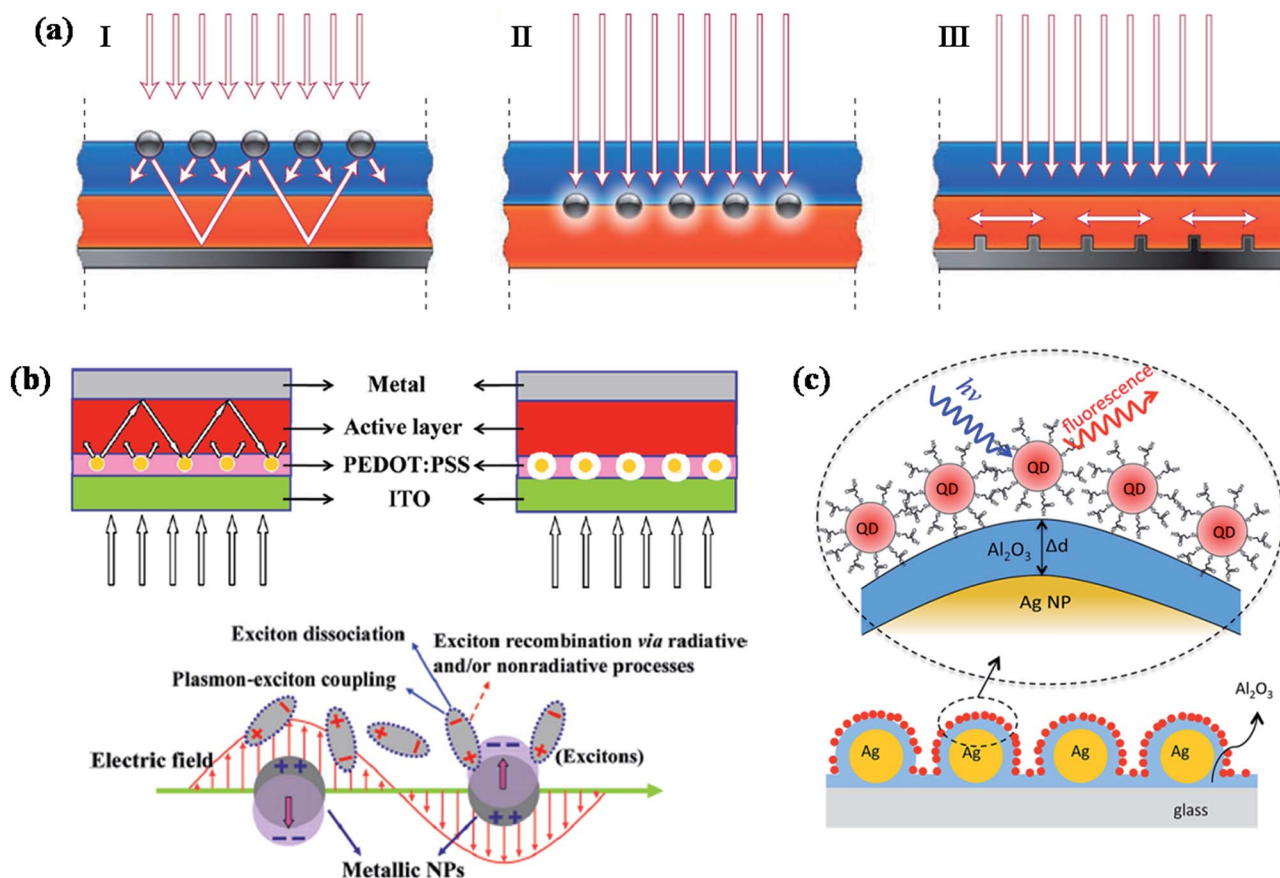 (a)
I
II
III
(b)
Metal
Active layer
PEDOT:PSS
ITO
Exciton dissociation
Exciton recombination via radiative
and/or nonradiative processes
Plasmon-exciton coupling
Electric field
(Excitons)
+ +
- -
- -
+ +
Metallic NPs
(c)
hν
fluorescence
QD
QD
QD
QD
QD
Al₂O₃
Δd
Ag NP
Al₂O₃
Ag
Ag
Ag
Ag
glass